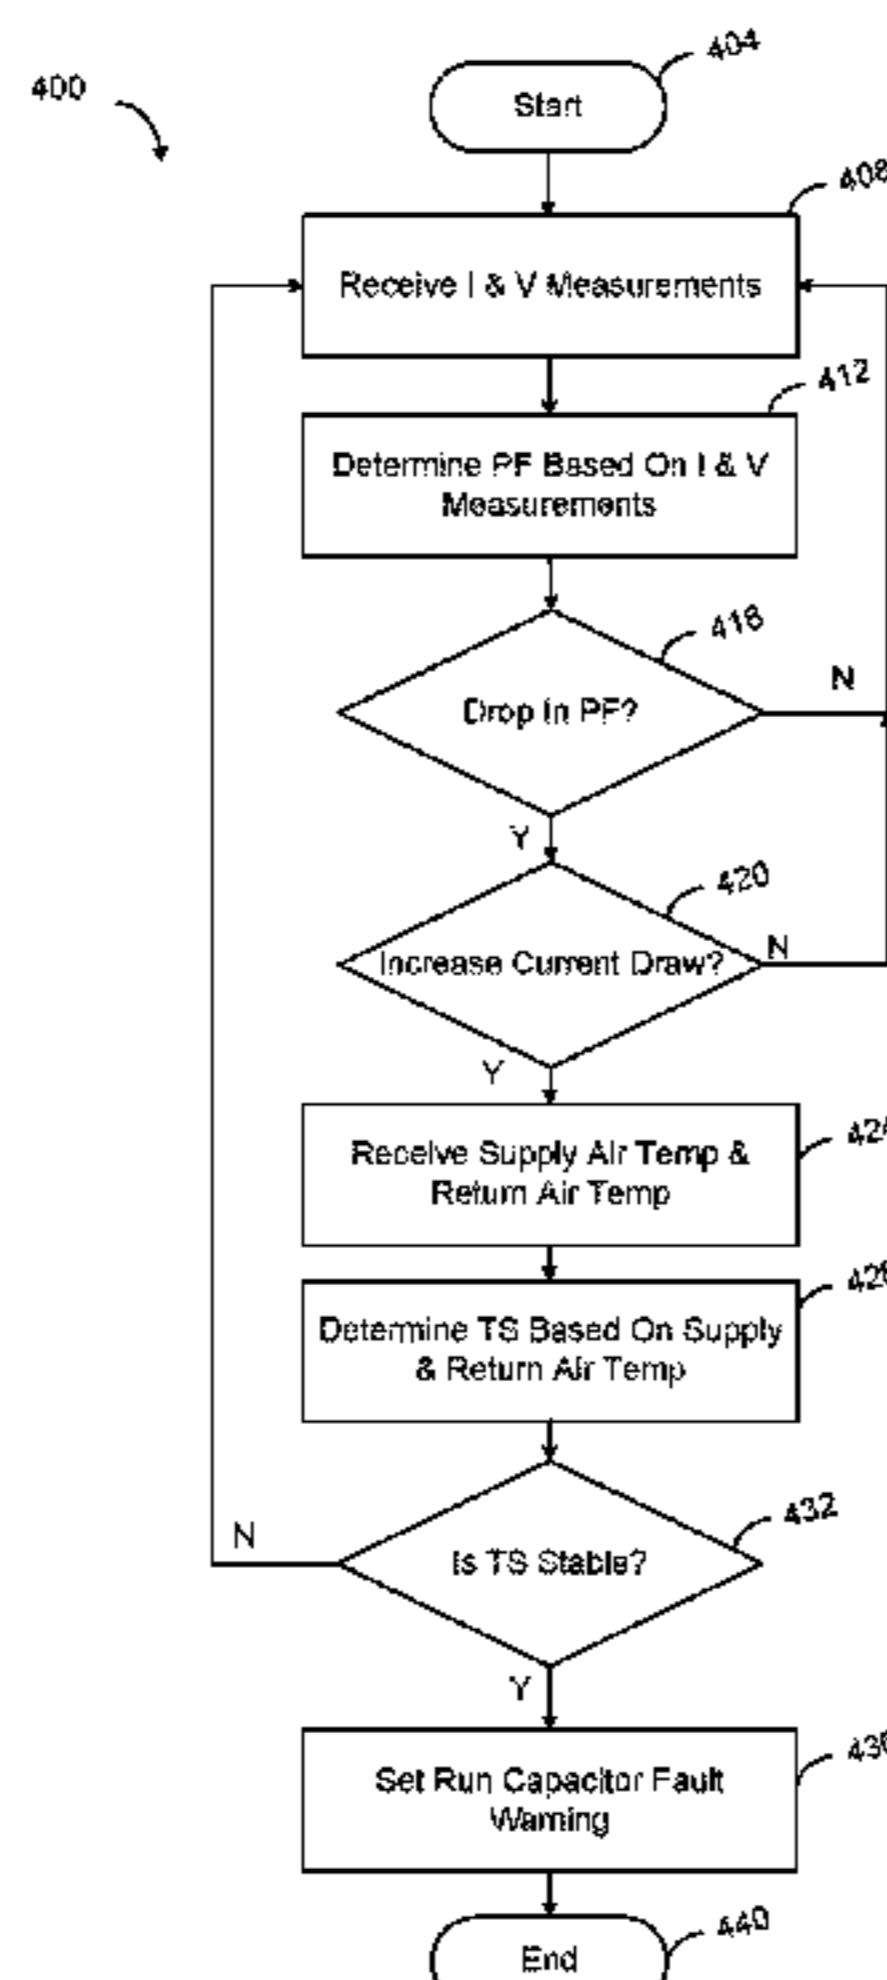 400
404
Start
408
Receive I & V Measurements
412
Determine PF Based On I & V
Measurements
416
Drop In PF?
N
Y
420
Increase Current Draw?
N
Y
Receive Supply Air Temp &
Return Air Temp
Determine TS Based On Supply
& Return Air Temp
432
Is TS Stable?
N
Y
Set Run Capacitor Fault
Warning
440
End